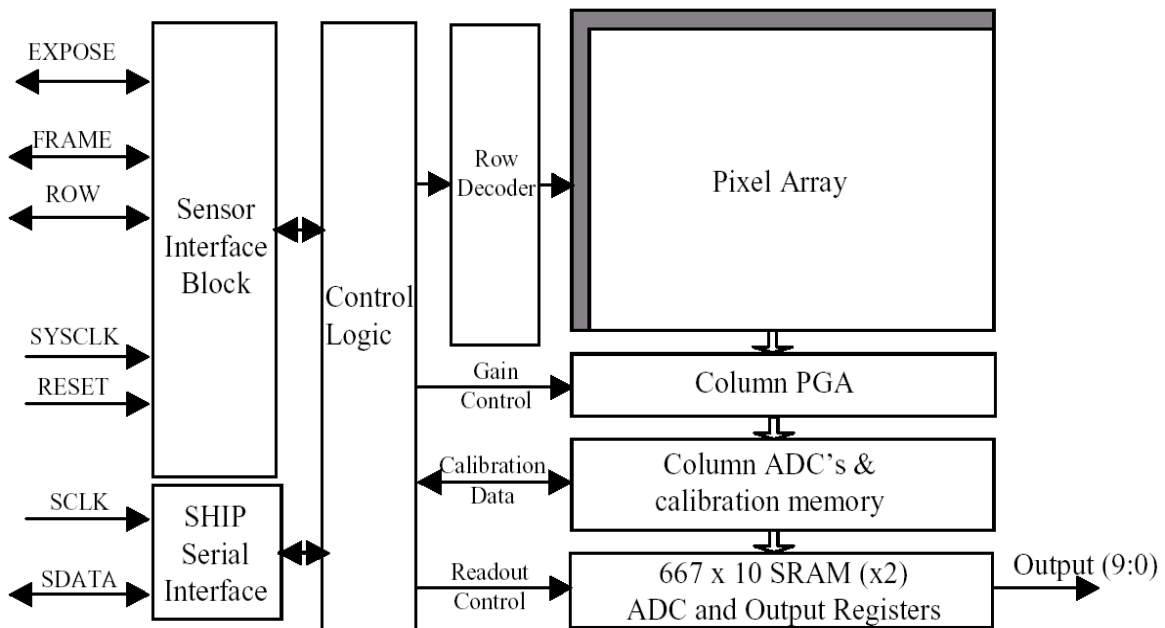 EXPOSE
FRAME
ROW
SYSCLK
RESET
SCLK
SDATA
Sensor
Interface
Block
SHIP
Serial
Interface
Control
Logic
Row
Decoder
Gain
Control
Calibration
Data
Readout
Control
Pixel Array
Column PGA
Column ADC's &
calibration memory
667 x 10 SRAM (x2)
ADC and Output Registers
Output (9:0)